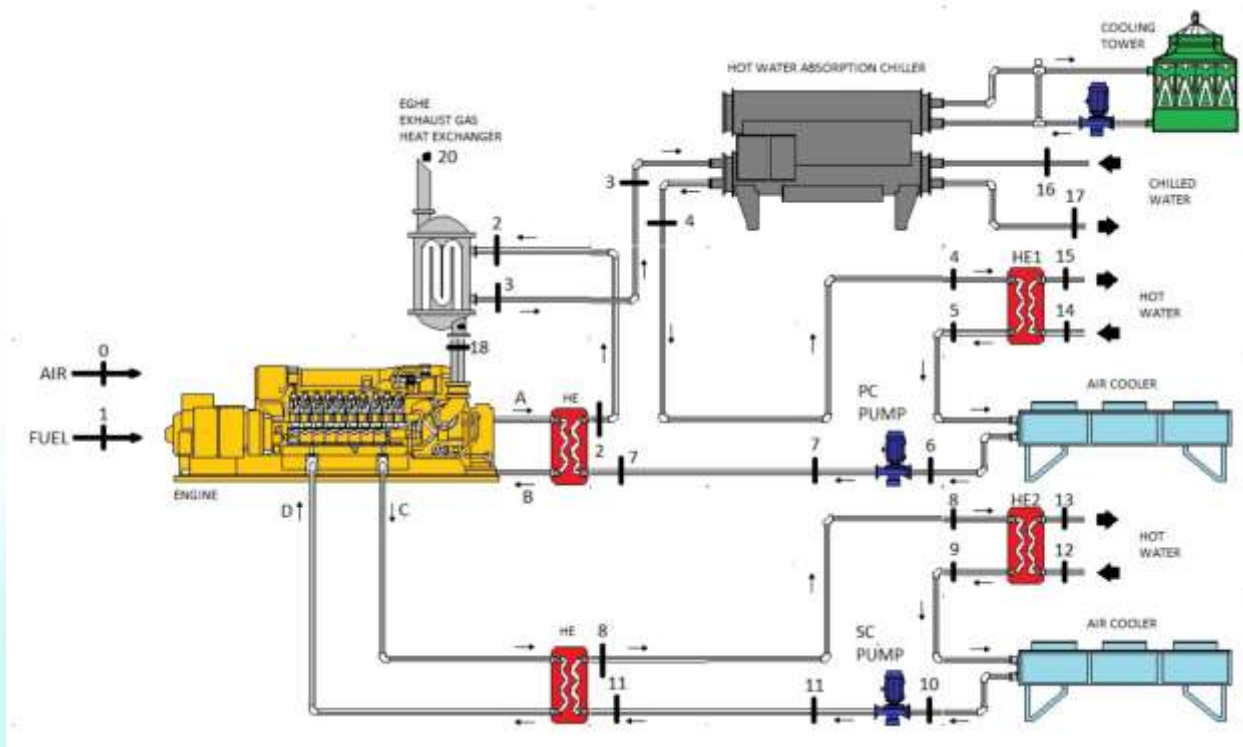 COOLING
TOWER
HOT WATER ABSORPTION CHILLER
EGHE
EXHAUST GAS
HEAT EXCHANGER
20
3
16
CHILLED
WATER
17
2
4
3
HE1
4
15
HOT
WATER
5
14
18
0
AIR
1
FUEL
A
HE
2
PC
PUMP
AIR COOLER
7
7
6
B
ENGINE
D
C
8
HE2
13
HOT
WATER
9
12
HE
8
SC
PUMP
AIR COOLER
11
11
10